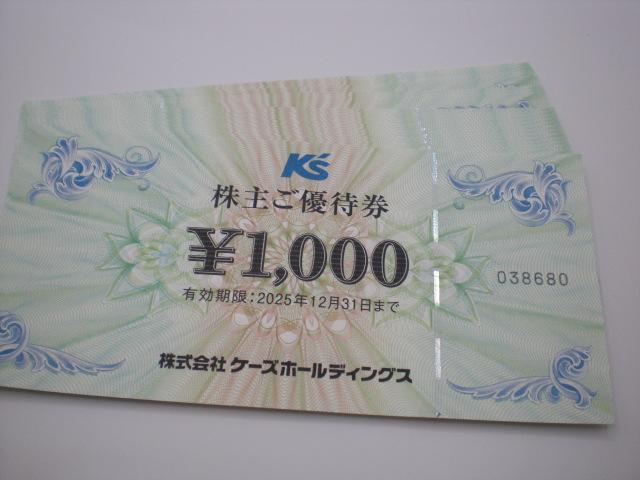 K's
株主ご優待券
¥1,000
有効期限：2025年12月31日まで
038680
株式会社 ケーズホールディングス